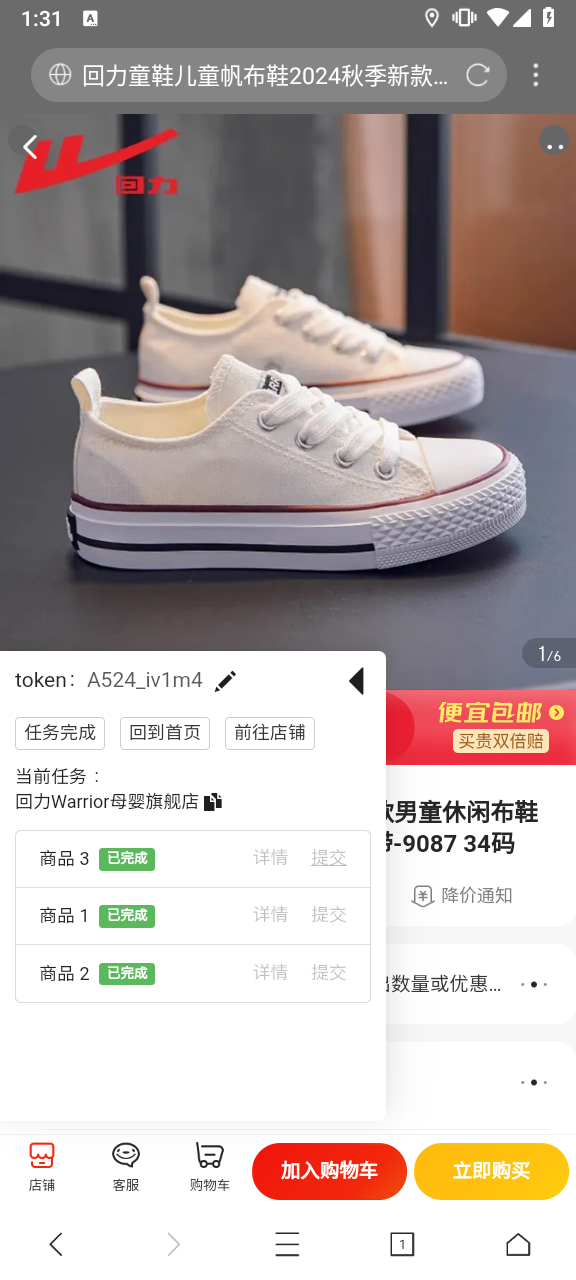 1:31
A
回力童鞋儿童帆布鞋2024秋季新款...
回力
1/6
token: A524_iv1m4
便宜包邮
买贵双倍赔
任务完成 回到首页 前往店铺
当前任务：
回力Warrior母婴旗舰店
男童休闲布鞋
-9087 34码
商品 3 已完成 详情 提交
降价通知
商品 1 已完成 详情 提交
商品 2 已完成 详情 提交
数量或优惠...
店铺
客服
购物车
加入购物车
立即购买
1